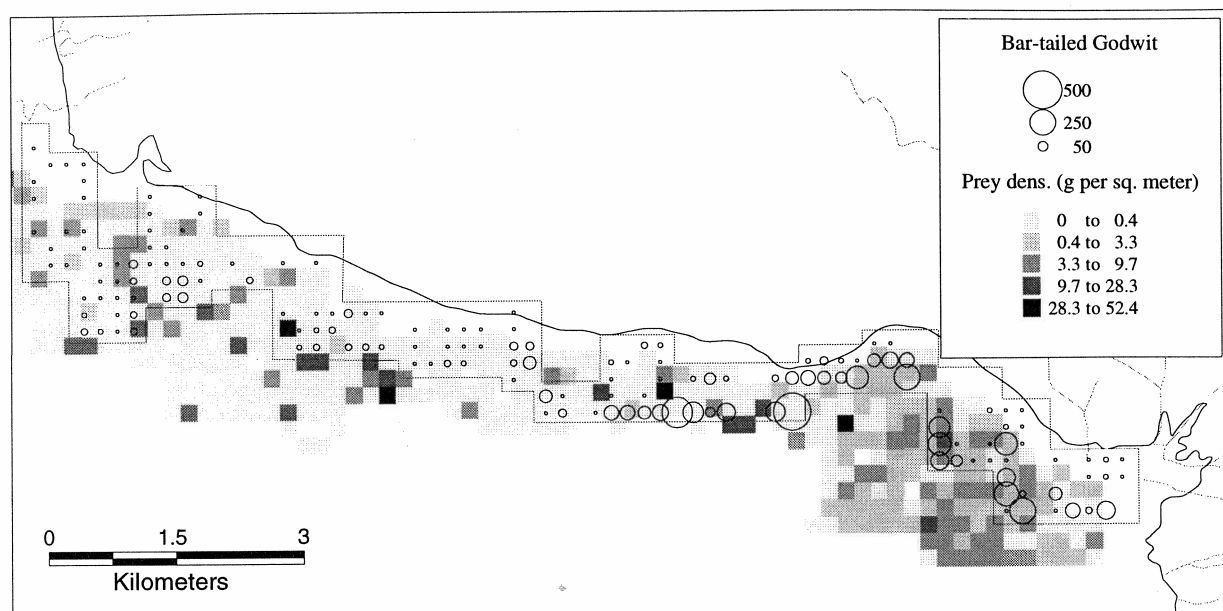 Bar-tailed Godwit
500
250
50
Prey dens. (g per sq. meter)
0 to 0.4
0.4 to 3.3
3.3 to 9.7
9.7 to 28.3
28.3 to 52.4
0 1.5 3
Kilometers